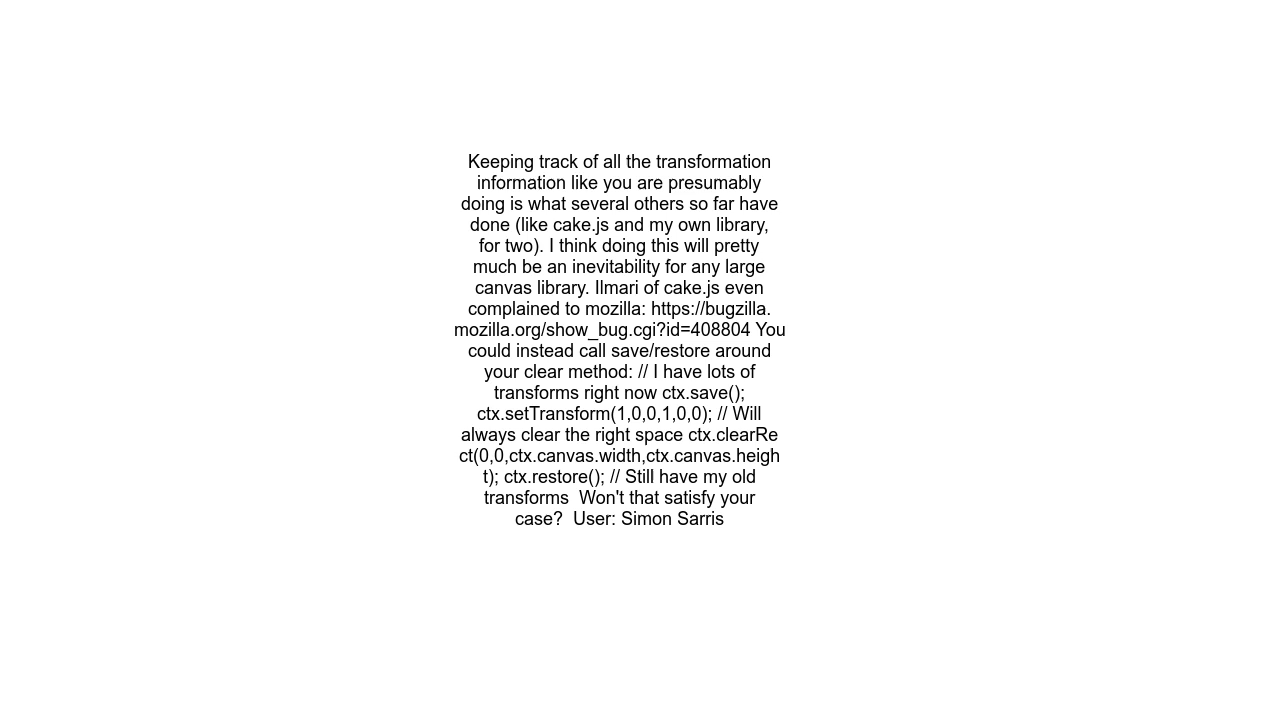 Keeping track of all the transformation
information like you are presumably
doing is what several others so far have
done (like cake.js and my own library,
for two). I think doing this will pretty
much be an inevitability for any large
canvas library. Ilmari of cake.js even
complained to mozilla: https://bugzilla.
mozilla.org/show_bug.cgi?id=408804 You
could instead call save/restore around
your clear method: // I have lots of
transforms right now ctx.save();
ctx.setTransform(1,0,0,1,0,0); // Will
always clear the right space ctx.clearRe
ct(0,0,ctx.canvas.width,ctx.canvas.heigh
t); ctx.restore(); // Still have my old
transforms  Won't that satisfy your
case?  User: Simon Sarris